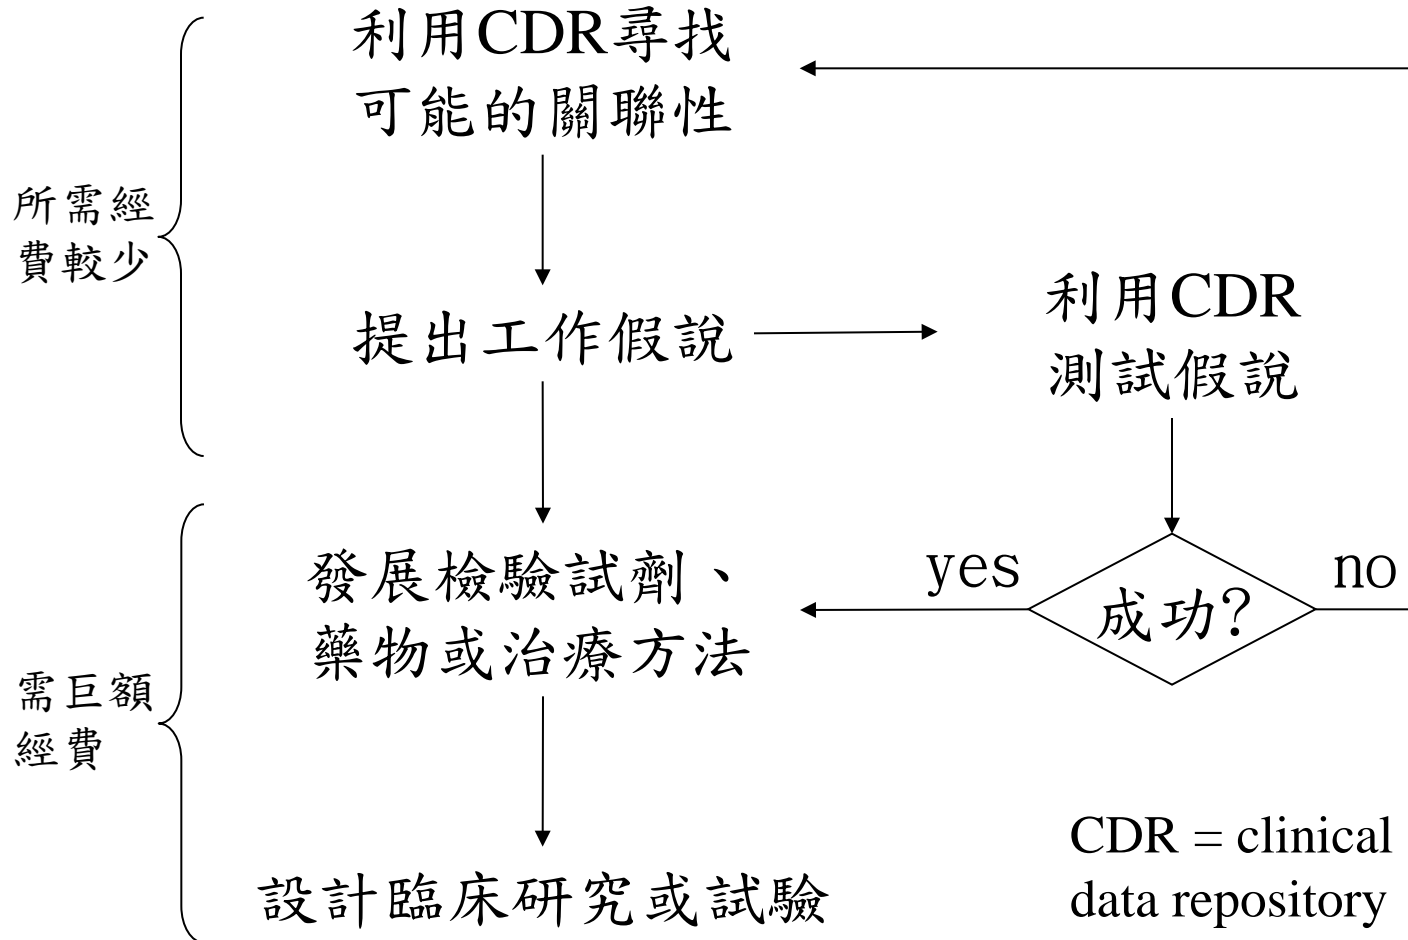 利用CDR尋找
可能的關聯性
所需經
費較少
提出工作假說
利用CDR
測試假說
發展檢驗試劑、
藥物或治療方法
yes
成功?
no
需巨額
經費
設計臨床研究或試驗
CDR = clinical
data repository